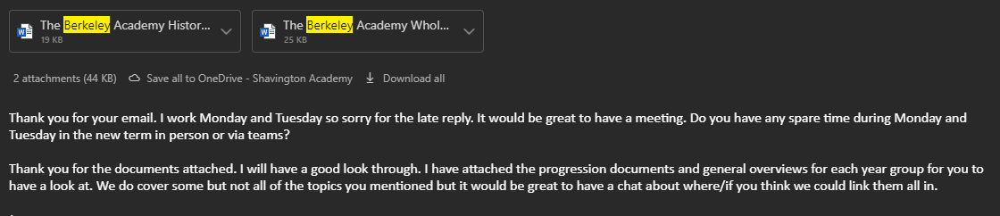 The Berkeley Academy Histor...
19 KB
The Berkeley Academy Whol...
25 KB
2 attachments (44 KB) Save all to OneDrive - Shavington Academy Download all
Thank you for your email. I work Monday and Tuesday so sorry for the late reply. It would be great to have a meeting. Do you have any spare time during Monday and
Tuesday in the new term in person or via teams?
Thank you for the documents attached. I will have a good look through. I have attached the progression documents and general overviews for each year group for you to
have a look at. We do cover some but not all of the topics you mentioned but it would be great to have a chat about where/if you think we could link them all in.